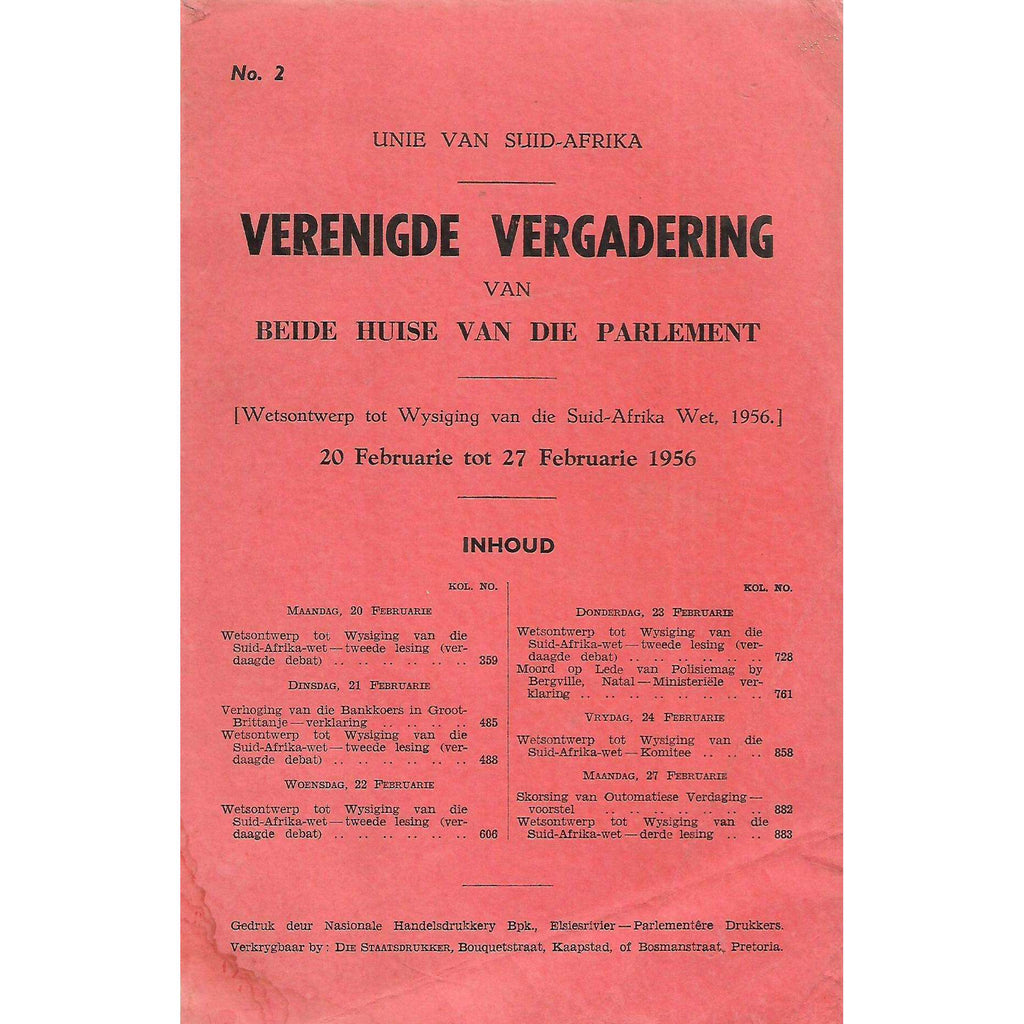 No. 2
UNIE VAN SUID-AFRIKA
VERENIGDE VERGADERING
VAN
BEIDE HUISE VAN DIE PARLEMENT
[Wetsontwerp tot Wysiging van die Suid-Afrika Wet, 1956.]
20 Februarie tot 27 Februarie 1956
INHOUD
KOL. NO.
MAANDAG, 20 FEBRUARIE
Wetsontwerp tot Wysiging van die
Suid-Afrika-wet—tweede lesing (ver-
daagde debat) .. .. .. .. .. .. .. 359
DINSDAG, 21 FEBRUARIE
Verhoging van die Bankkoers in Groot-
Brittanje—verklaring .. .. .. .. .. 485
Wetsontwerp tot Wysiging van die
Suid-Afrika-wet—tweede lesing (ver-
daagde debat) .. .. .. .. .. .. .. 488
WOENSDAG, 22 FEBRUARIE
Wetsontwerp tot Wysiging van die
Suid-Afrika-wet—tweede lesing (ver-
daagde debat) .. .. .. .. .. .. .. 606
KOL. NO.
DONDERDAG, 23 FEBRUARIE
Wetsontwerp tot Wysiging van die
Suid-Afrika-wet—tweede lesing (ver-
daagde debat) .. .. .. .. .. .. .. 728
Moord op Lede van Polisiemag by
Bergville, Natal—Ministeriële ver-
klaring .. .. .. .. .. .. .. .. .. 761
VRYDAG, 24 FEBRUARIE
Wetsontwerp tot Wysiging van die
Suid-Afrika-wet—Komitee .. .. .. 858
MAANDAG, 27 FEBRUARIE
Skorsing van Outomatiese Verdaging—
voorstel .. .. .. .. .. .. .. .. 882
Wetsontwerp tot Wysiging van die
Suid-Afrika-wet—derde lesing .. .. 883
Gedruk deur Nasionale Handelsdrukkery Bpk., Elsiesrivier—Parlementêre Drukkers.
Verkrygbaar by: DIE STAATSDRUKKER, Bouquetstraat, Kaapstad, of Bosmanstraat, Pretoria.